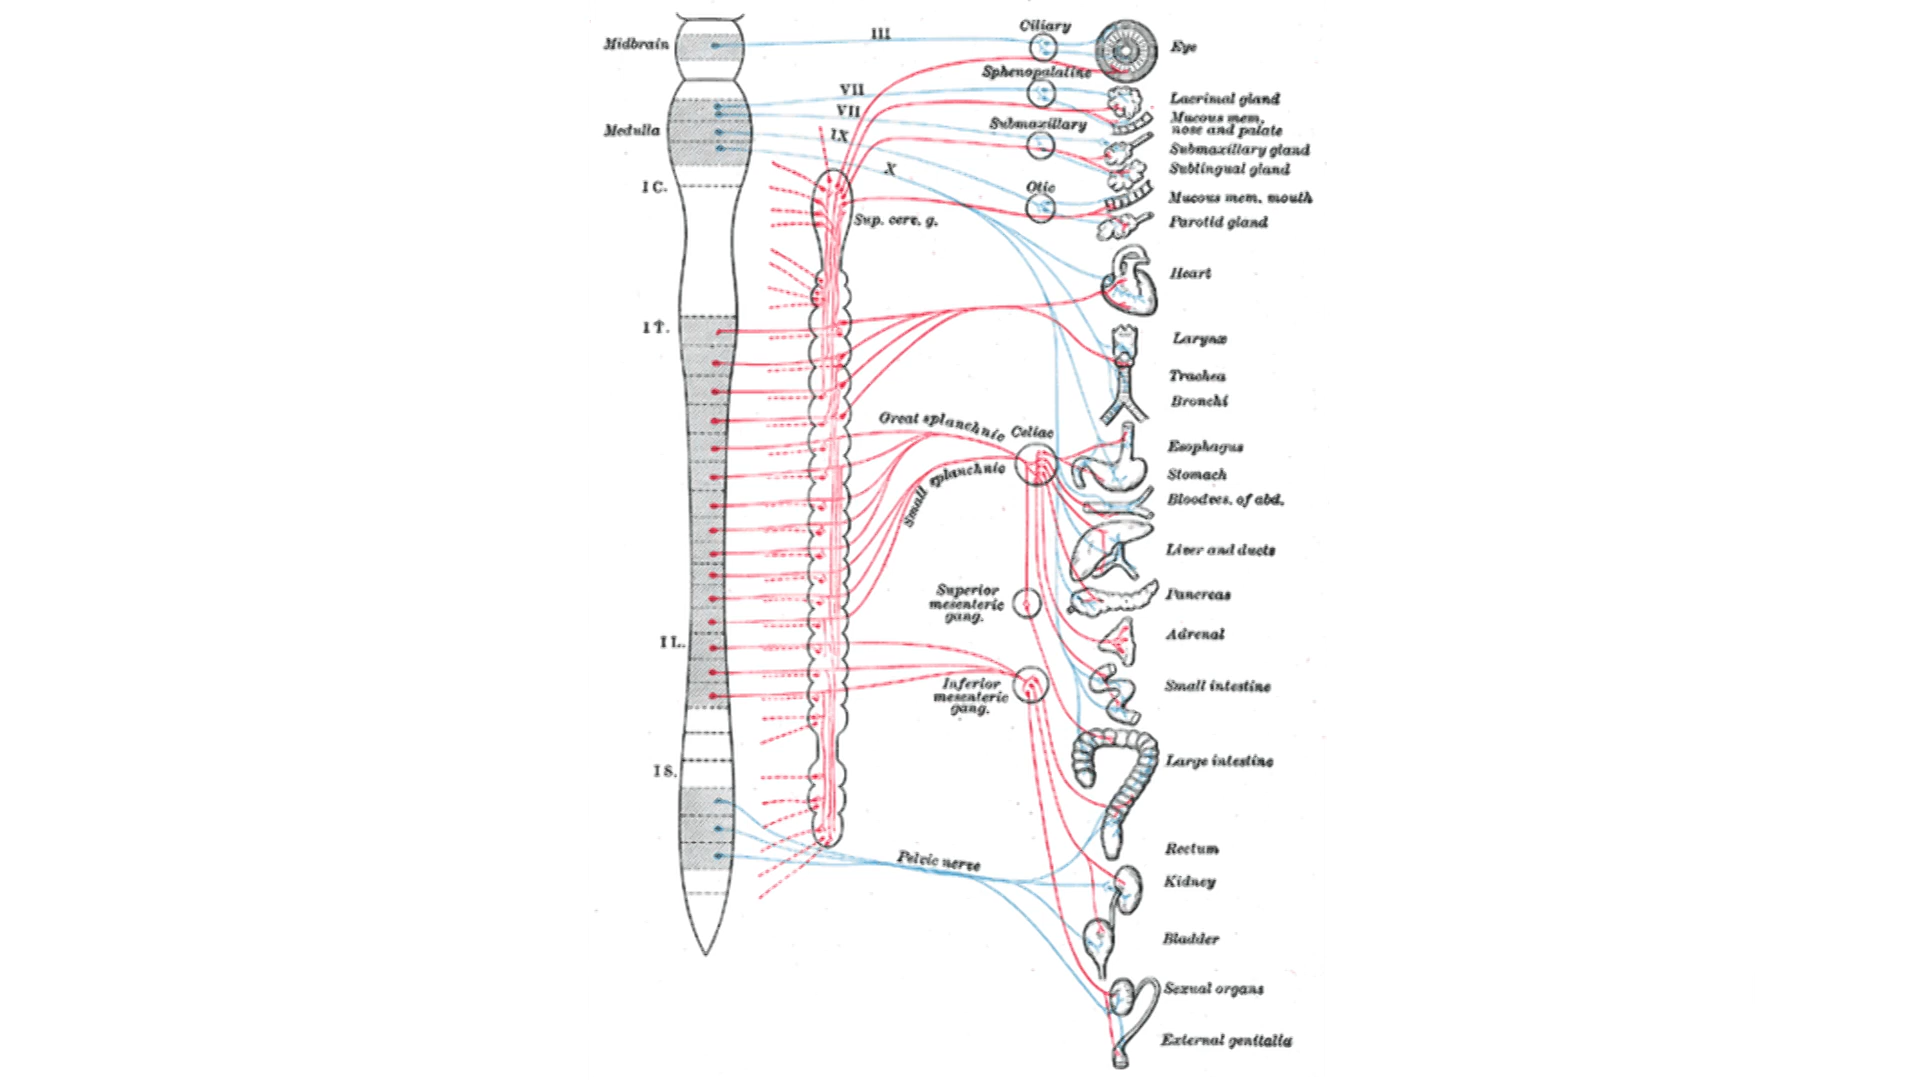 Midbrain
III
Ciliary
Eye
Sphenopalatine
VII
Lacrimal gland
VII
Mucous mem.
nose and palate
Medulla
IX
Submaxillary
Submaxillary gland
X
Sublingual gland
I C.
Otic
Mucous mem. mouth
Sup. cerv. g.
Parotid gland
Heart
I T.
Larynx
Trachea
Bronchi
Great splanchnic
Celiac
Esophagus
Small splanchnic
Stomach
Bloodves. of abd.
Liver and ducts
Superior
mesenteric
gang.
Pancreas
Adrenal
I L.
Inferior
mesenteric
gang.
Small intestine
Large intestine
I S.
Rectum
Pelvic nerve
Kidney
Bladder
Sexual organs
External genitalia